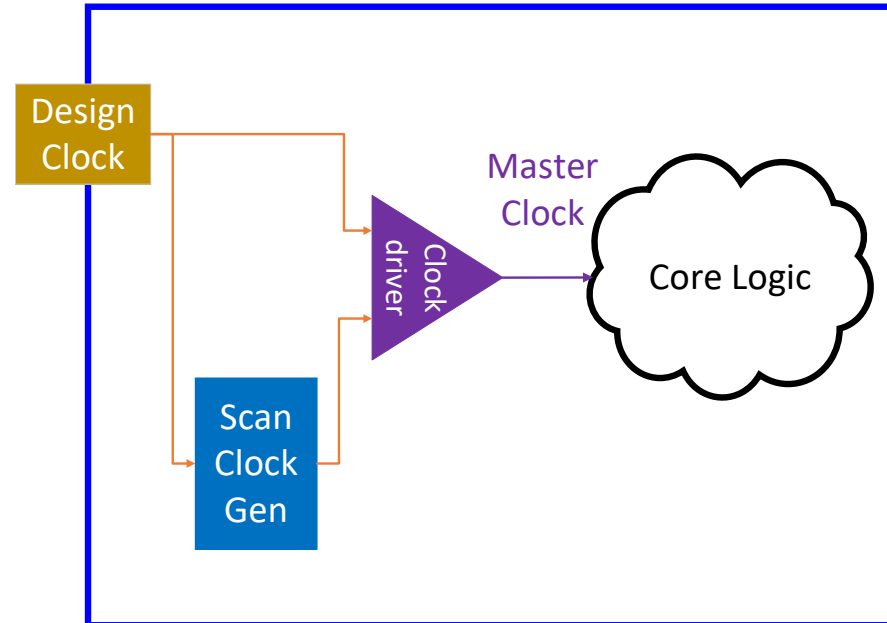 Design
Clock
Master
Clock
Clock
driver
Core Logic
Scan
Clock
Gen